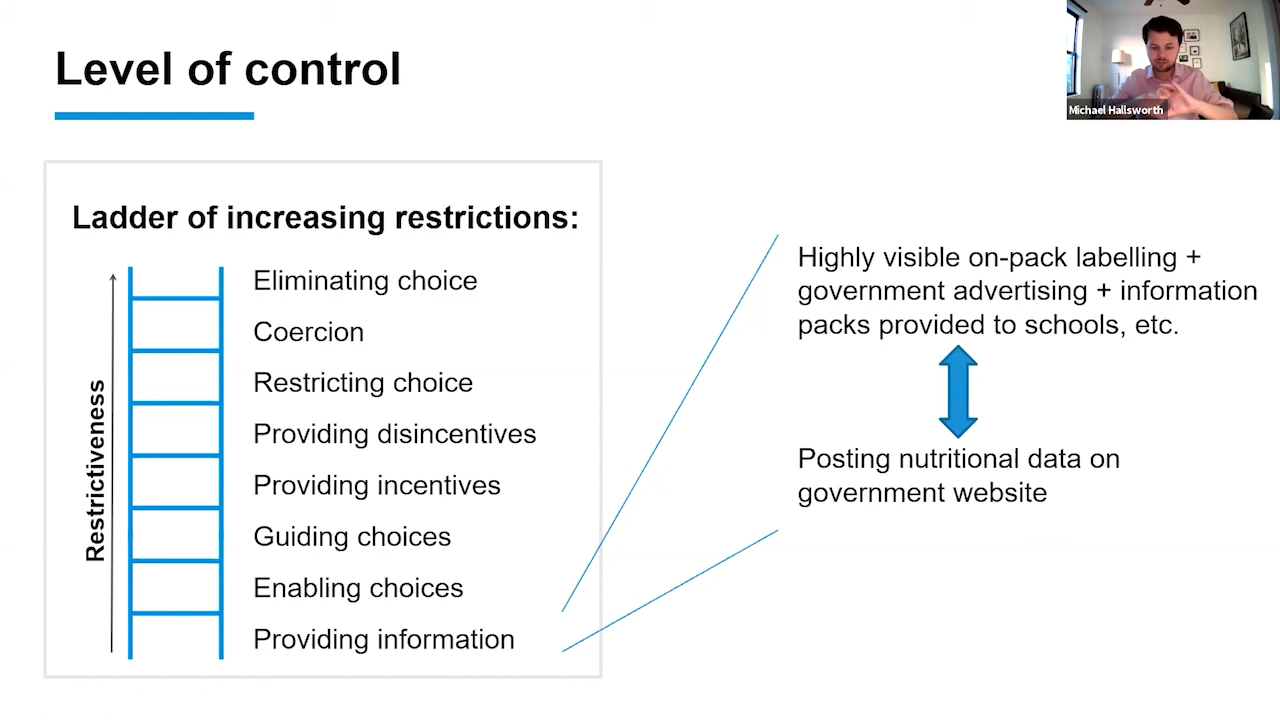 Level of control
Michael Hallsworth
Ladder of increasing restrictions:
Restrictiveness
Eliminating choice
Coercion
Restricting choice
Providing disincentives
Providing incentives
Guiding choices
Enabling choices
Providing information
Highly visible on-pack labelling +
government advertising + information
packs provided to schools, etc.
Posting nutritional data on
government website